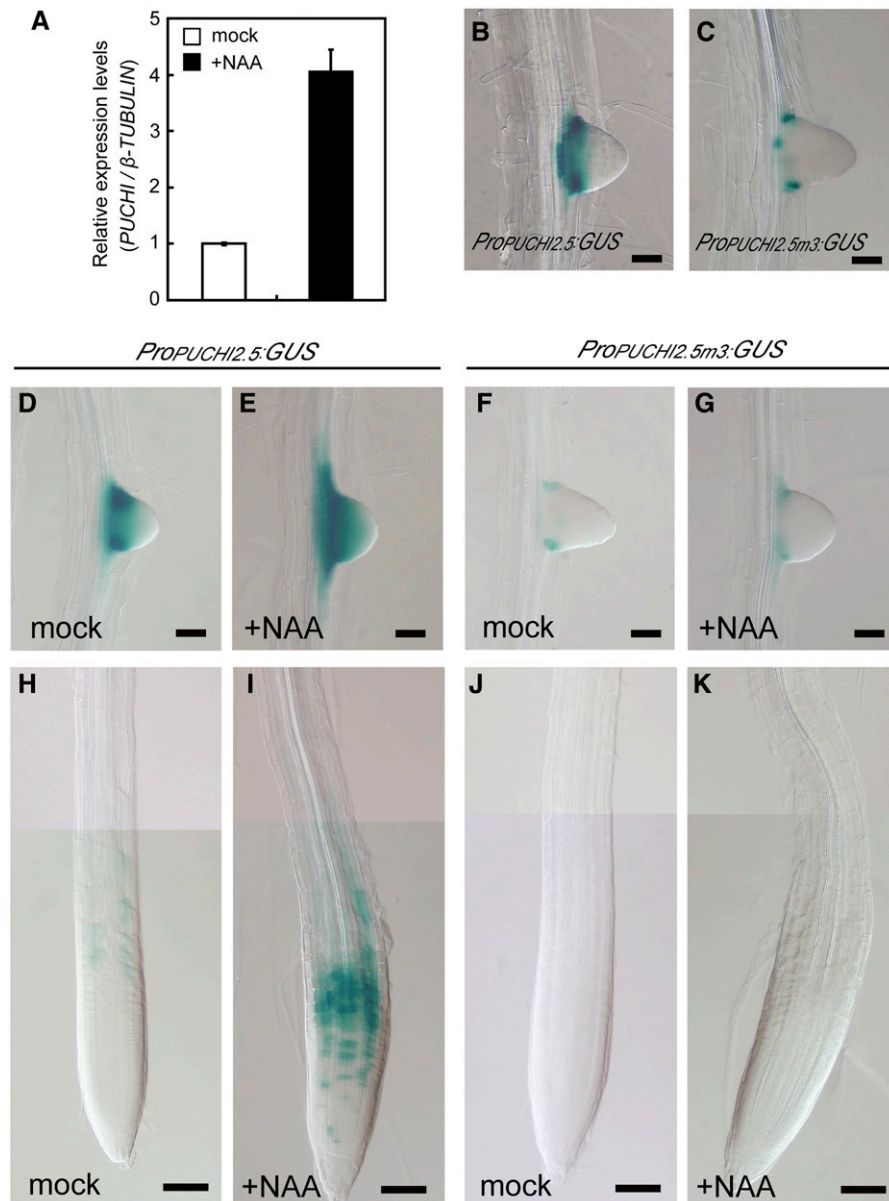 A
Relative expression levels
(PUCHI / β-TUBULIN)
5
4
3
2
1
0
mock
+NAA
B
ProPUCHI2.5:GUS
C
ProPUCHI2.5m3:GUS
ProPUCHI2.5:GUS
ProPUCHI2.5m3:GUS
D
mock
E
+NAA
F
mock
G
+NAA
H
mock
I
+NAA
J
mock
K
+NAA